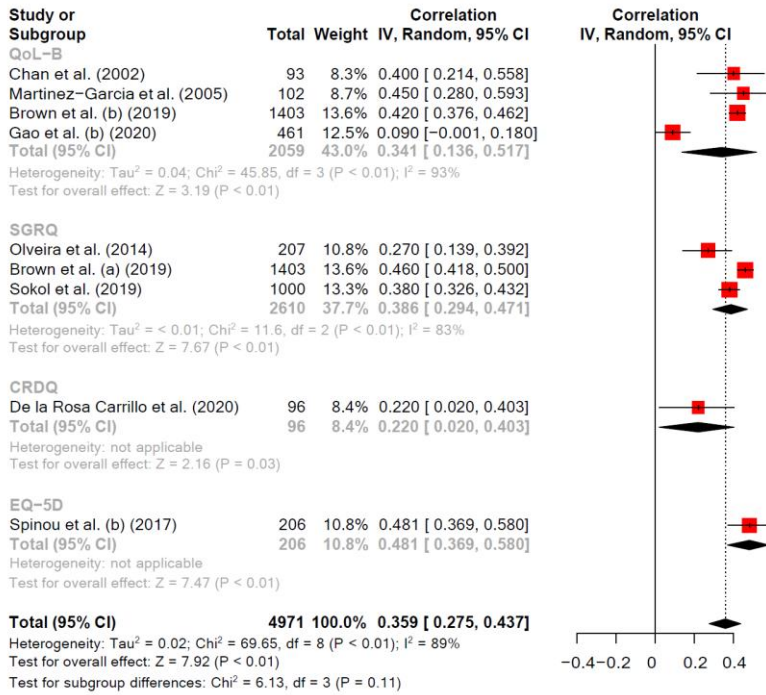 Study or Correlation Correlation
Subgroup Total Weight IV, Random, 95% CI IV, Random, 95% CI
QoL−B
Chan et al. (2002) 93 8.3% 0.400 [ 0.214, 0.558]
Martinez−Garcia et al. (2005) 102 8.7% 0.450 [ 0.280, 0.593]
Brown et al. (b) (2019) 1403 13.6% 0.420 [ 0.376, 0.462]
Gao et al. (b) (2020) 461 12.5% 0.090 [−0.001, 0.180]
Total (95% CI) 2059 43.0% 0.341 [ 0.136, 0.517]
Heterogeneity: Tau² = 0.04; Chi² = 45.85, df = 3 (P < 0.01); I² = 93%
Test for overall effect: Z = 3.19 (P < 0.01)
SGRQ
Olveira et al. (2014) 207 10.8% 0.270 [ 0.139, 0.392]
Brown et al. (a) (2019) 1403 13.6% 0.460 [ 0.418, 0.500]
Sokol et al. (2019) 1000 13.3% 0.380 [ 0.326, 0.432]
Total (95% CI) 2610 37.7% 0.386 [ 0.294, 0.471]
Heterogeneity: Tau² = < 0.01; Chi² = 11.6, df = 2 (P < 0.01); I² = 83%
Test for overall effect: Z = 7.67 (P < 0.01)
CRDQ
De la Rosa Carrillo et al. (2020) 96 8.4% 0.220 [ 0.020, 0.403]
Total (95% CI) 96 8.4% 0.220 [ 0.020, 0.403]
Heterogeneity: not applicable
Test for overall effect: Z = 2.16 (P = 0.03)
EQ−5D
Spinou et al. (b) (2017) 206 10.8% 0.481 [ 0.369, 0.580]
Total (95% CI) 206 10.8% 0.481 [ 0.369, 0.580]
Heterogeneity: not applicable
Test for overall effect: Z = 7.47 (P < 0.01)
Total (95% CI) 4971 100.0% 0.359 [ 0.275, 0.437]
Heterogeneity: Tau² = 0.02; Chi² = 69.65, df = 8 (P < 0.01); I² = 89%
Test for overall effect: Z = 7.92 (P < 0.01)
Test for subgroup differences: Chi² = 6.13, df = 3 (P = 0.11)
−0.4 −0.2 0 0.2 0.4